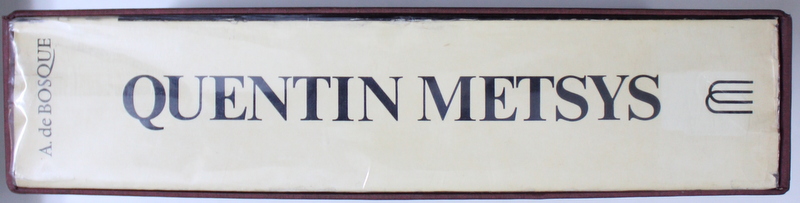 A. de BOSQUE
QUENTIN METSYS